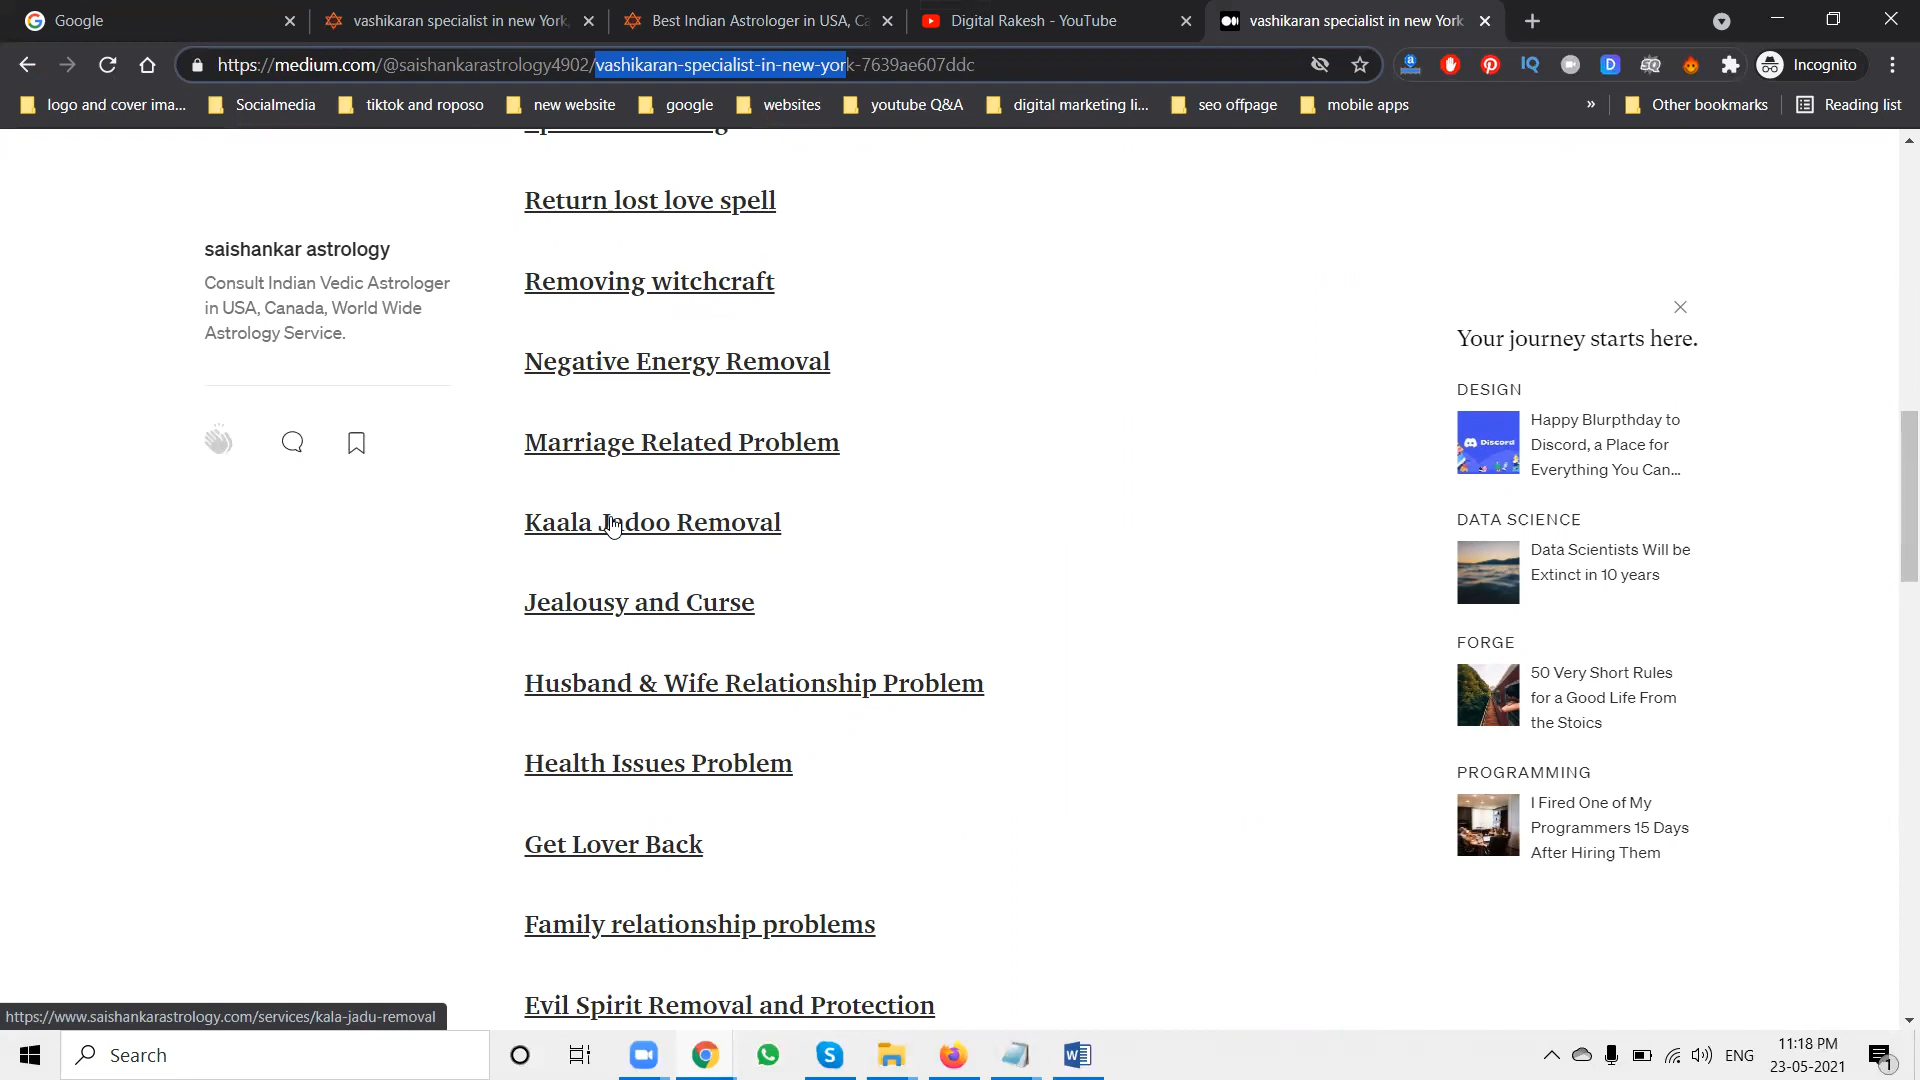 Google
vashikaran specialist in new York,
Best Indian Astrologer in USA, Ca
Digital Rakesh - YouTube
vashikaran specialist in new York
https://medium.com/@saishankarastrology4902/vashikaran-specialist-in-new-york-7639ae607ddc
Incognito
logo and cover ima...
Socialmedia
tiktok and roposo
new website
google
websites
youtube Q&A
digital marketing li...
seo offpage
mobile apps
»
Other bookmarks
Reading list
Return lost love spell
saishankar astrology
Consult Indian Vedic Astrologer
in USA, Canada, World Wide
Astrology Service.
Removing witchcraft
Negative Energy Removal
Marriage Related Problem
Kaala Jadoo Removal
Jealousy and Curse
Husband & Wife Relationship Problem
Health Issues Problem
Get Lover Back
Family relationship problems
Evil Spirit Removal and Protection
Your journey starts here.
DESIGN
Happy Blurpthday to
Discord, a Place for
Everything You Can...
Discord
DATA SCIENCE
Data Scientists Will be
Extinct in 10 years
FORGE
50 Very Short Rules
for a Good Life From
the Stoics
PROGRAMMING
I Fired One of My
Programmers 15 Days
After Hiring Them
https://www.saishankarastrology.com/services/kala-jadu-removal
Search
ENG
11:18 PM
23-05-2021
1